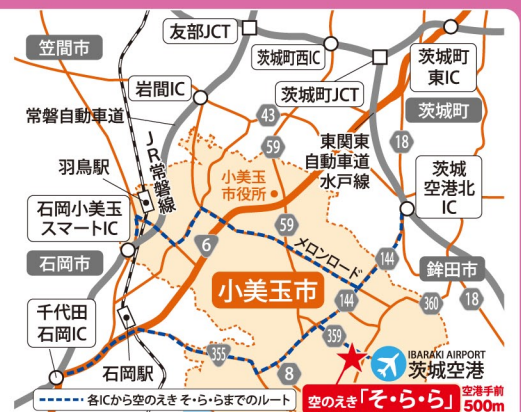 友部JCT
笠間市
茨城町西IC
茨城町
東IC
岩間IC
茨城町JCT
茨城町
常磐自動車道
43
東関東
自動車道
水戸線
59
18
JR常磐線
羽鳥駅
小美玉
市役所
茨城
空港北
IC
石岡小美玉
スマートIC
59
メロンロード
6
144
石岡市
小美玉市
鉾田市
144
360
18
千代田
石岡IC
359
355
IBARAKI AIRPORT
茨城空港
石岡駅
8
各ICから空のえき そ・ら・らまでのルート
空のえき「そ・ら・ら」
空港手前
500m